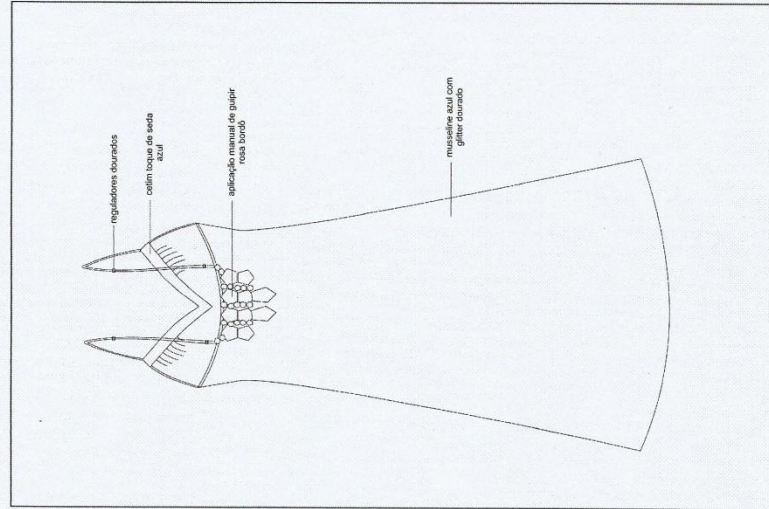 reguladores dourados
cetim toque de seda
azul
aplicação manual de guipir
rosa bordô
musseline azul com
glitter dourado